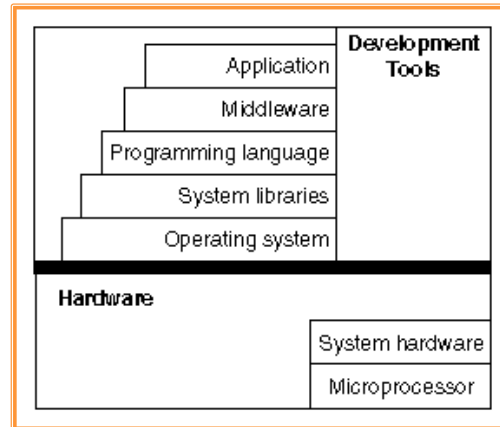 Development
Tools
Application
Middleware
Programming language
System libraries
Operating system
Hardware
System hardware
Microprocessor